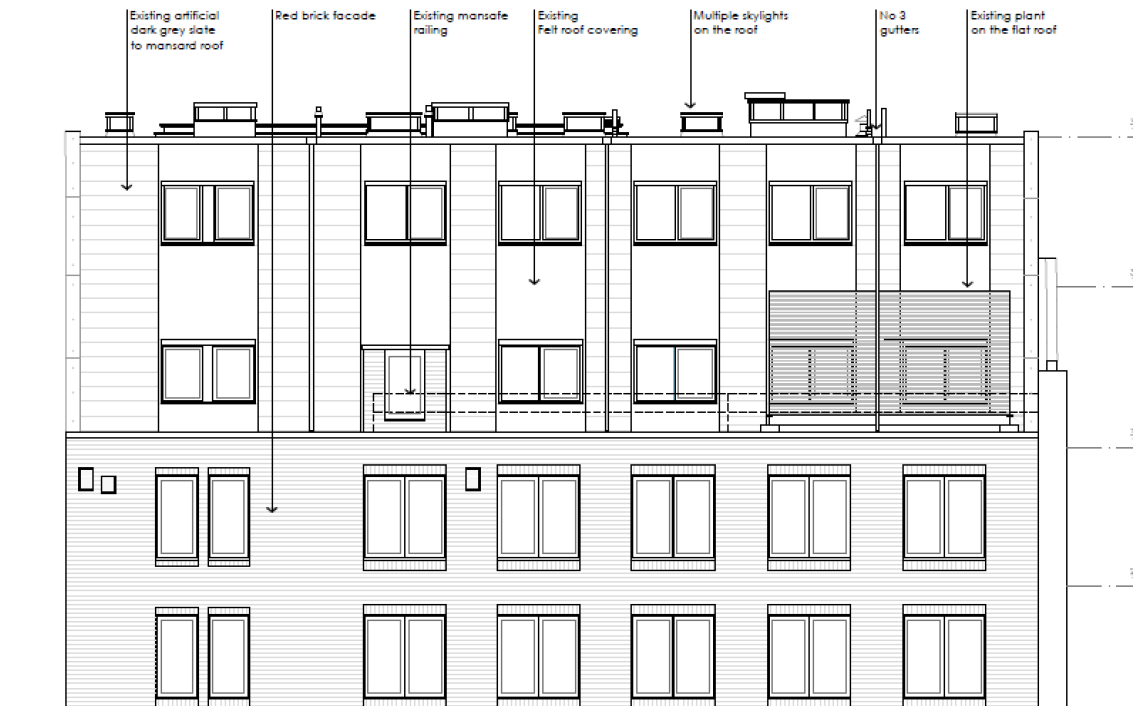 Existing artificial
dark grey slate
to mansard roof
Red brick facade
Existing mansafe
railing
Existing
Felt roof covering
Multiple skylights
on the roof
No 3
gutters
Existing plant
on the flat roof